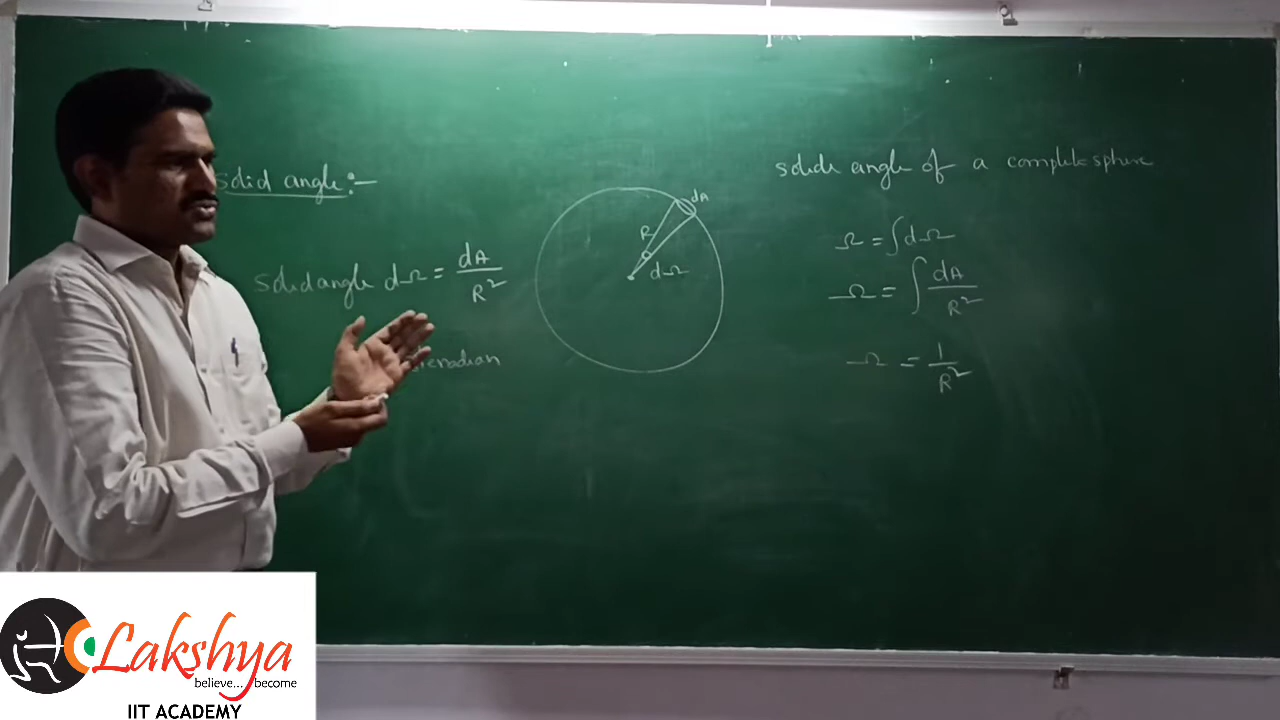 solid angle :-
solid angle dΩ = dA / R²
steradian
dA
R
dΩ
solide angle of a complete sphere
Ω = ∫dΩ
Ω = ∫ dA / R²
Ω = 1 / R²
Lakshya
believe... become
IIT ACADEMY